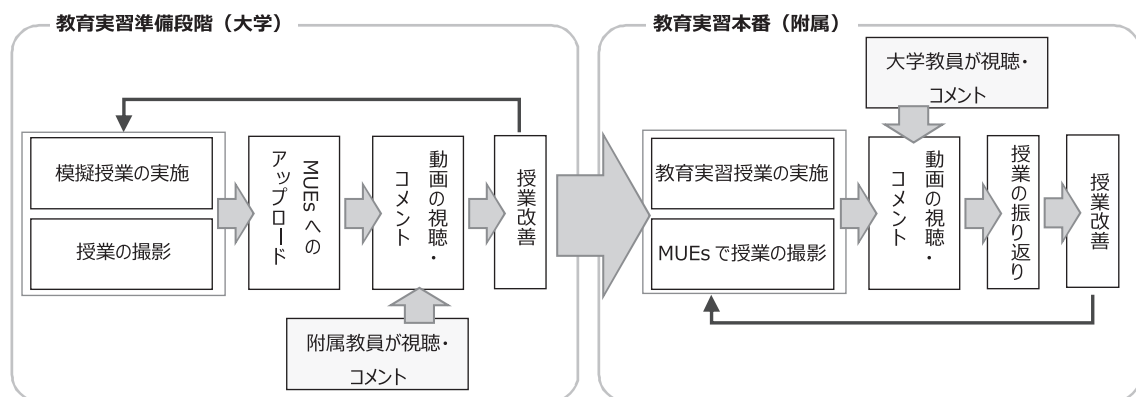 教育実習準備段階（大学）
模擬授業の実施
授業の撮影
MUEsへの
アップロード
動画の視聴・
コメント
授業改善
附属教員が視聴・
コメント
教育実習本番（附属）
大学教員が視聴・
コメント
教育実習授業の実施
MUEsで授業の撮影
動画の視聴・
コメント
授業の振り返り
授業改善